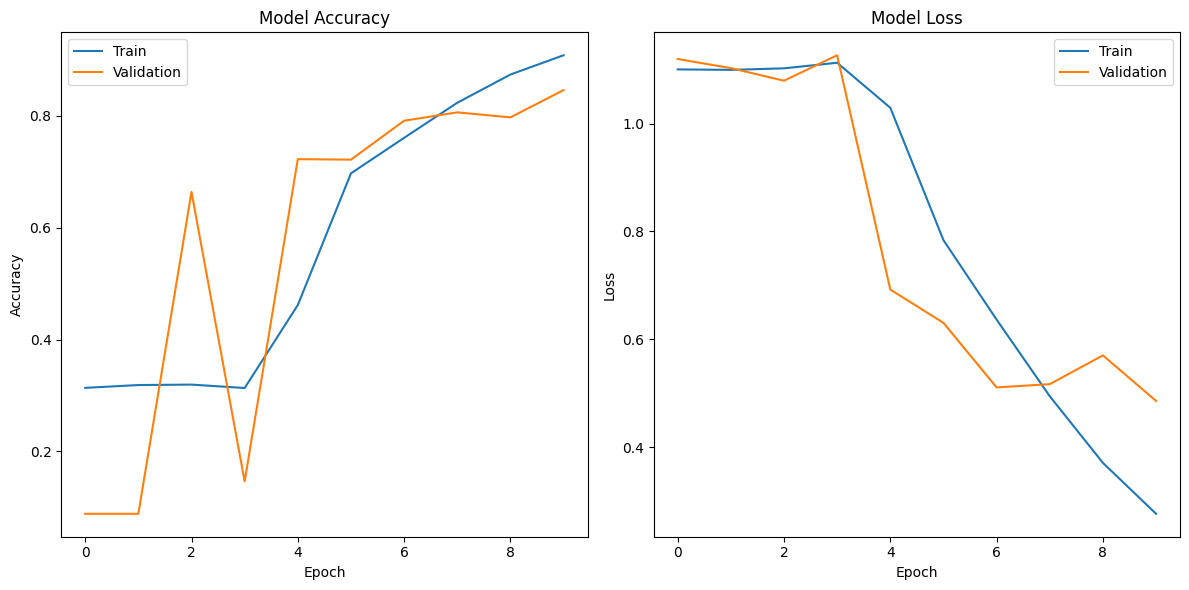 Model Accuracy
Train
Validation
Accuracy
0.8
0.6
0.4
0.2
0 2 4 6 8
Epoch
Model Loss
Train
Validation
Loss
1.0
0.8
0.6
0.4
0 2 4 6 8
Epoch